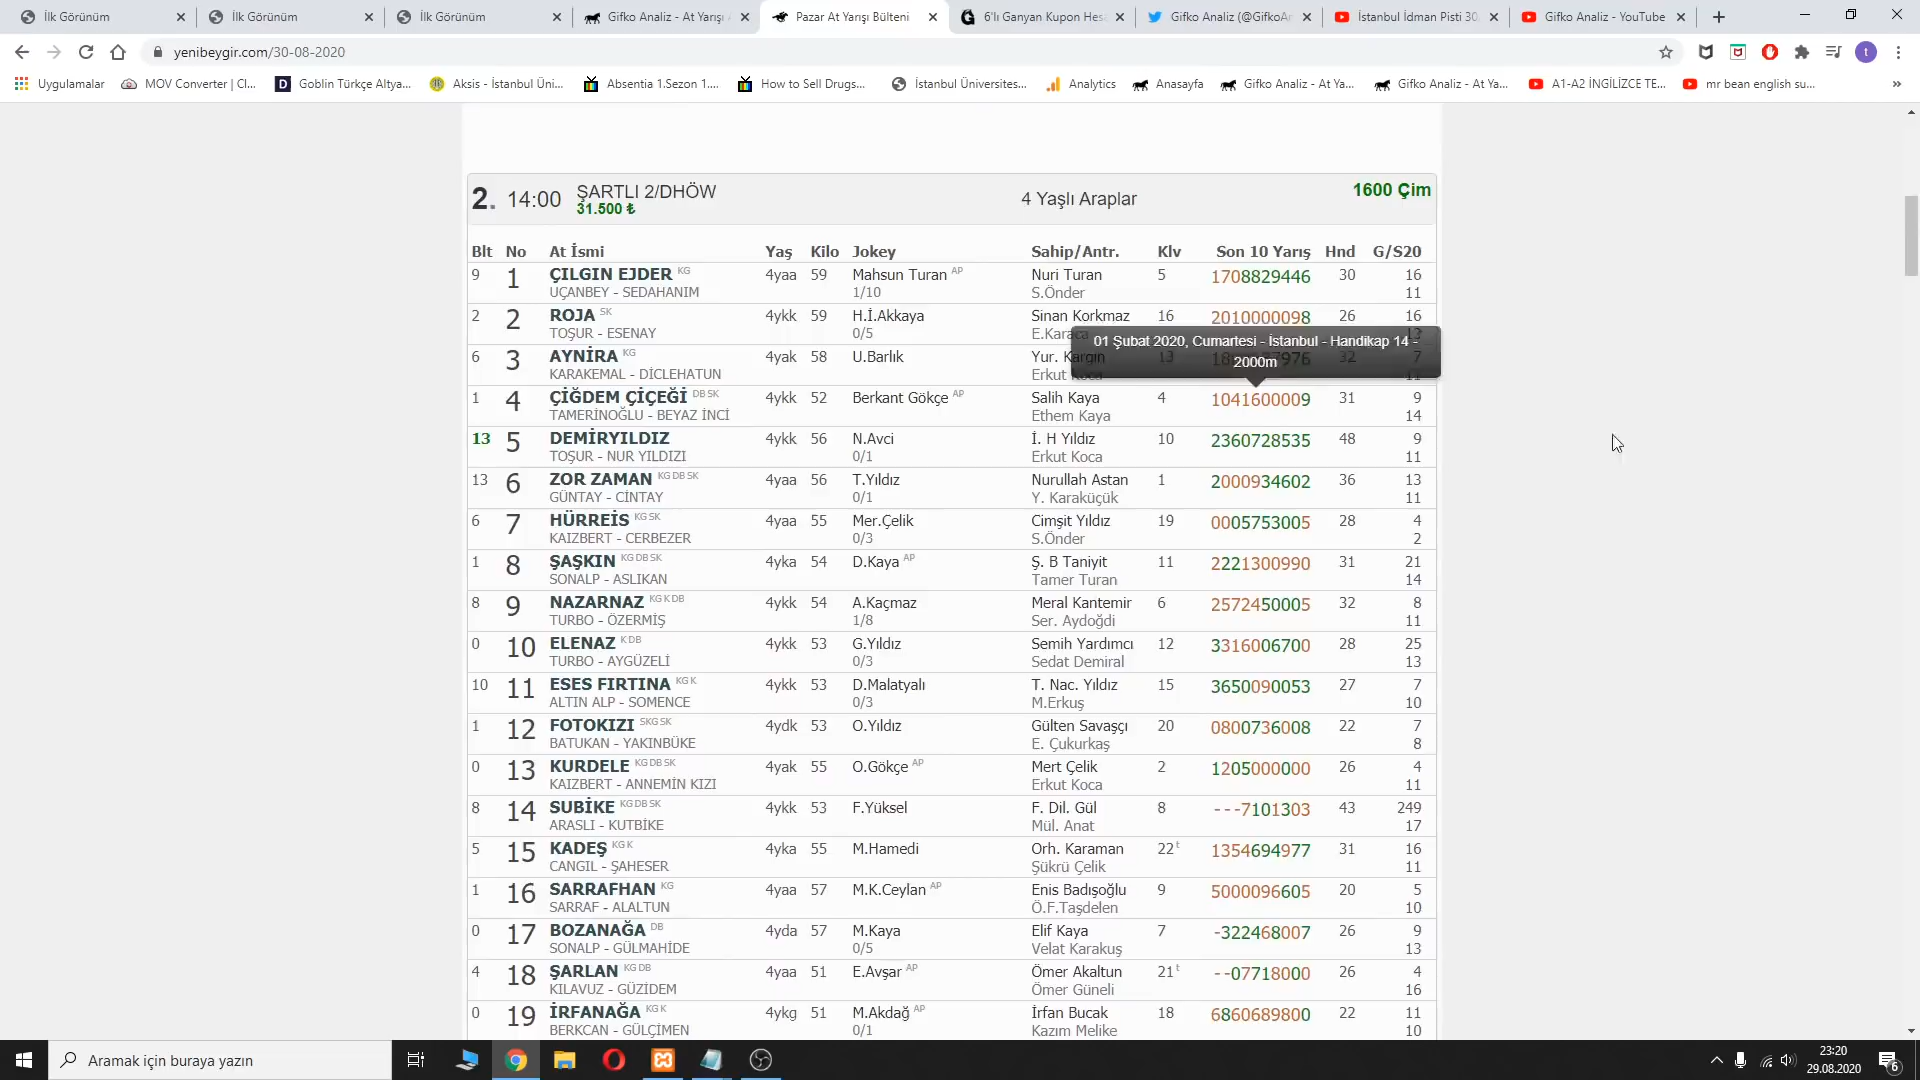 İlk Görünüm
İlk Görünüm
İlk Görünüm
Gifko Analiz - At Yarışı A
Pazar At Yarışı Bülteni
6'lı Ganyan Kupon Hesa
Gifko Analiz (@GifkoAn
İstanbul İdman Pisti 30
Gifko Analiz - YouTube
yenibeygir.com/30-08-2020
t
Uygulamalar
MOV Converter | Cl...
Goblin Türkçe Altya...
Aksis - İstanbul Üni...
Absentia 1.Sezon 1....
How to Sell Drugs...
İstanbul Üniversites...
Analytics
Anasayfa
Gifko Analiz - At Ya...
Gifko Analiz - At Ya...
A1-A2 İNGİLİZCE TE...
mr bean english su...
»
2. 14:00 ŞARTLI 2/DHÖW 4 Yaşlı Araplar 1600 Çim
31.500 ₺
Blt No At İsmi Yaş Kilo Jokey Sahip/Antr. Klv Son 10 Yarış Hnd G/S20
9 1 ÇILGIN EJDER KG 4yaa 59 Mahsun Turan AP Nuri Turan 5 1708829446 30 16
UÇANBEY - SEDAHANIM 1/10 S.Önder 11
2 2 ROJA SK 4ykk 59 H.İ.Akkaya Sinan Korkmaz 16 2010000098 26 16
TOŞUR - ESENAY 0/5 E.Karaca
01 Şubat 2020, Cumartesi - İstanbul - Handikap 14 -
2000m
6 3 AYNİRA KG 4yak 58 U.Barlık Yur. Kargin 13 32 7
KARAKEMAL - DİCLEHATUN Erkut Koca 11
1 4 ÇİĞDEM ÇİÇEĞİ DB SK 4ykk 52 Berkant Gökçe AP Salih Kaya 4 1041600009 31 9
TAMERİNOĞLU - BEYAZ İNCİ Ethem Kaya 14
13 5 DEMİRYILDIZ 4ykk 56 N.Avci İ. H Yıldız 10 2360728535 48 9
TOŞUR - NUR YILDIZI 0/1 Erkut Koca 11
13 6 ZOR ZAMAN KG DB SK 4yaa 56 T.Yıldız Nurullah Astan 1 2000934602 36 13
GÜNTAY - CİNTAY 0/1 Y. Karaküçük 11
6 7 HÜRREİS KG SK 4yaa 55 Mer.Çelik Cimşit Yıldız 19 0005753005 28 4
KAIZBERT - CERBEZER 0/3 S.Önder 2
1 8 ŞAŞKIN KG DB SK 4yka 54 D.Kaya AP Ş. B Taniyit 11 2221300990 31 21
SONALP - ASLIKAN Tamer Turan 14
8 9 NAZARNAZ KG K DB 4ykk 54 A.Kaçmaz Meral Kantemir 6 2572450005 32 8
TURBO - ÖZERMİŞ 1/8 Ser. Aydoğdi 11
0 10 ELENAZ K DB 4ykk 53 G.Yıldız Semih Yardımcı 12 3316006700 28 25
TURBO - AYGÜZELİ 0/3 Sedat Demiral 13
10 11 ESES FIRTINA KG K 4ykk 53 D.Malatyalı T. Nac. Yıldız 15 3650090053 27 7
ALTIN ALP - SOMENCE 0/3 M.Erkuş 10
1 12 FOTOKIZI SKG SK 4ydk 53 O.Yıldız Gülten Savaşçı 20 0800736008 22 7
BATUKAN - YAKINBÜKE E. Çukurkaş 8
0 13 KURDELE KG DB SK 4yak 55 O.Gökçe AP Mert Çelik 2 1205000000 26 4
KAIZBERT - ANNEMİN KIZI Erkut Koca 11
8 14 SUBİKE KG DB SK 4ykk 53 F.Yüksel F. Dil. Gül 8 ---7101303 43 249
ARASLI - KUTBİKE Mül. Anat 17
5 15 KADEŞ KG K 4yka 55 M.Hamedi Orh. Karaman 22t 1354694977 31 16
CANGIL - ŞAHESER Şükrü Çelik 11
1 16 SARRAFHAN KG 4yaa 57 M.K.Ceylan AP Enis Badışoğlu 9 5000096605 20 5
SARRAF - ALALTUN Ö.F.Taşdelen 10
0 17 BOZANAĞA DB 4yda 57 M.Kaya Elif Kaya 7 -322468007 26 9
SONALP - GÜLMAHİDE 0/5 Velat Karakuş 13
4 18 ŞARLAN KG DB 4yaa 51 E.Avşar AP Ömer Akaltun 21t --07718000 26 4
KILAVUZ - GÜZİDEM Ömer Güneli 16
0 19 İRFANAĞA KG K 4ykg 51 M.Akdağ AP İrfan Bucak 18 6860689800 22 11
BERKCAN - GÜLÇİMEN 0/1 Kazım Melike 10
Aramak için buraya yazın
23:20
29.08.2020
6